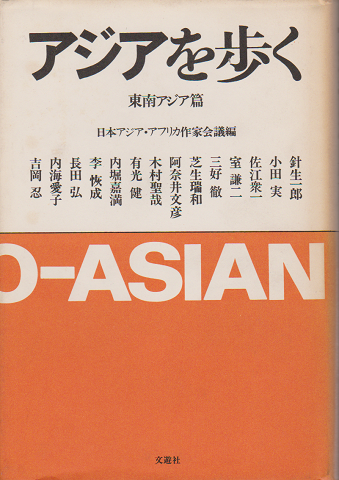 アジアを歩く
東南アジア篇
日本アジア・アフリカ作家会議編
針生一郎
小田 実
佐江衆一
室 謙二
三好 徹
芝生瑞和
阿奈井文彦
木村聖哉
有光 健
内堀嘉満
李 恢成
長田 弘
内海愛子
吉岡 忍
O-ASIAN
文遊社